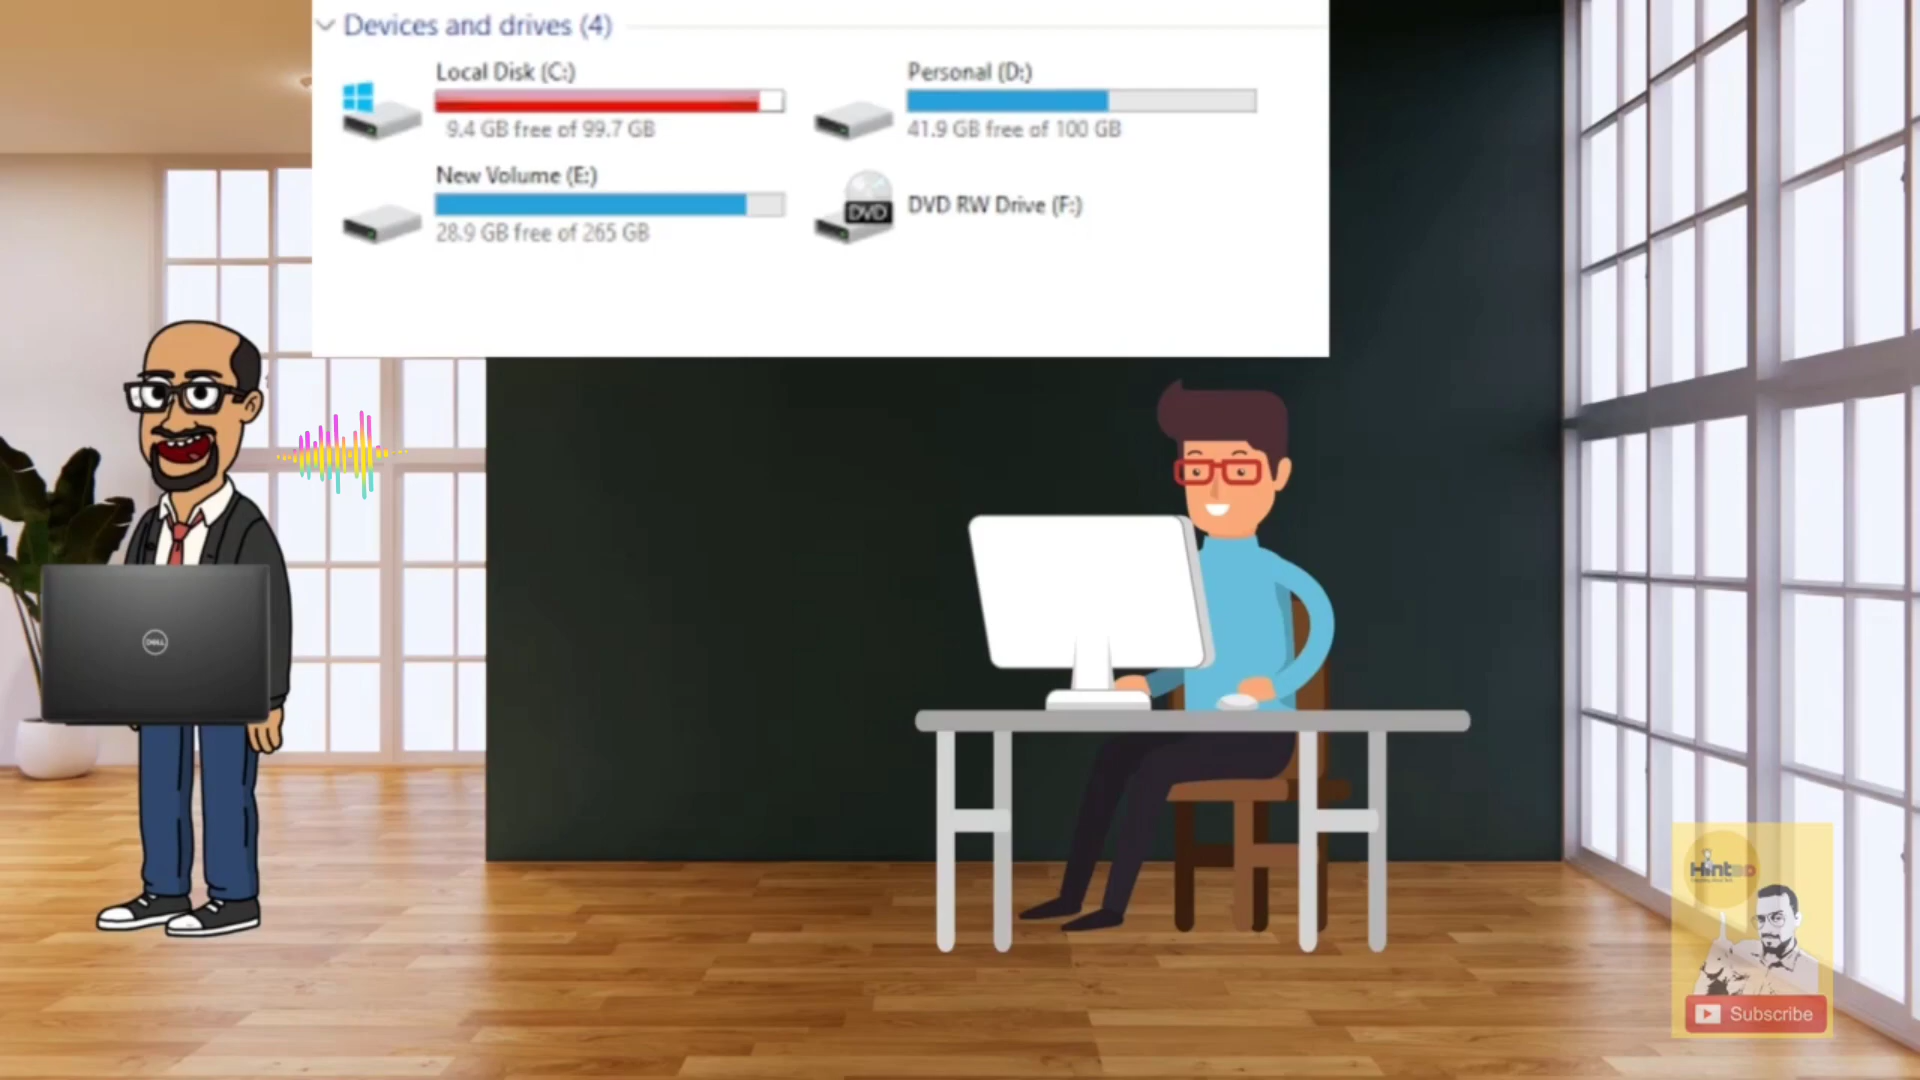 Devices and drives (4)
Local Disk (C:)
9.4 GB free of 99.7 GB
Personal (D:)
41.9 GB free of 100 GB
New Volume (E:)
28.9 GB free of 265 GB
DVD
DVD RW Drive (F:)
DELL
Subscribe